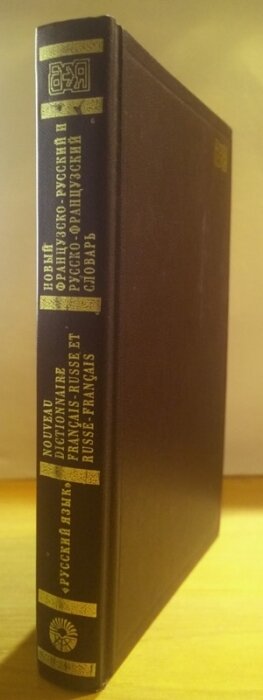 НОВЫЙ
ФРАНЦУЗСКО-РУССКИЙ И
РУССКО-ФРАНЦУЗСКИЙ
СЛОВАРЬ
NOUVEAU
DICTIONNAIRE
FRANÇAIS-RUSSE ET
RUSSE-FRANÇAIS
«РУССКИЙ ЯЗЫК»